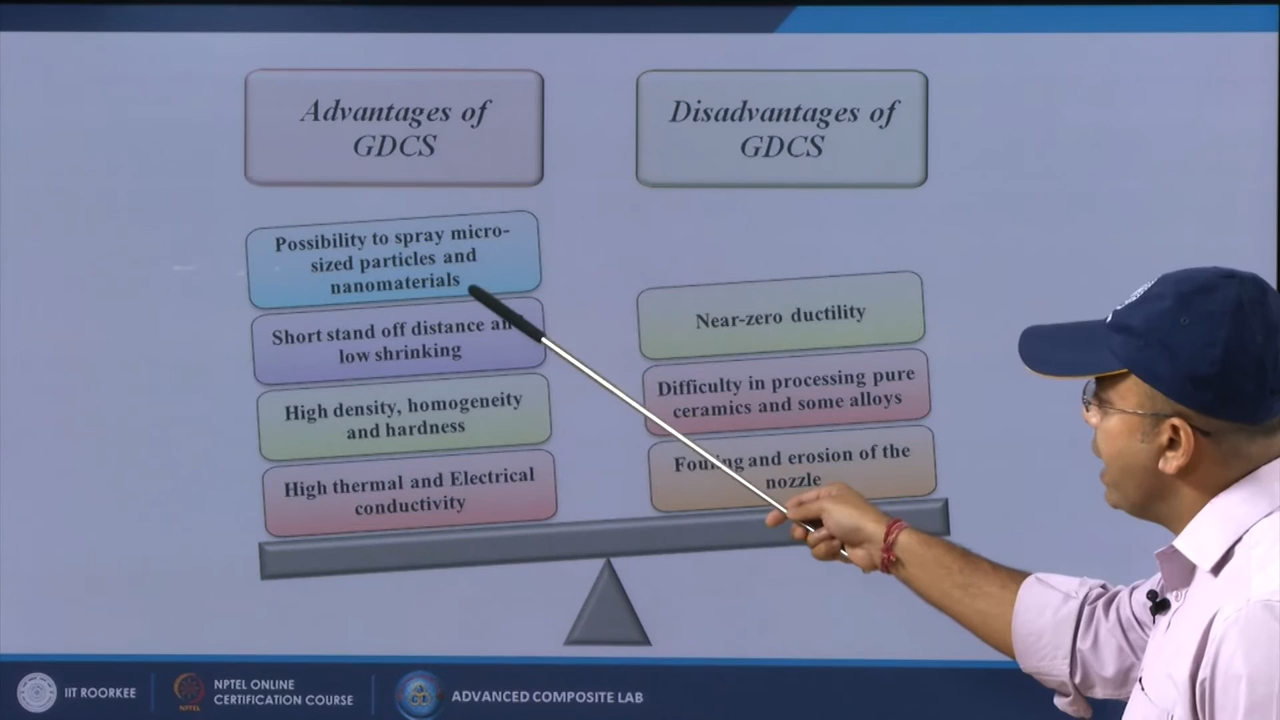 Advantages of
GDCS
Disadvantages of
GDCS
Possibility to spray micro-
sized particles and
nanomaterials
Short stand off distance an
low shrinking
High density, homogeneity
and hardness
High thermal and Electrical
conductivity
Near-zero ductility
Difficulty in processing pure
ceramics and some alloys
Fouling and erosion of the
nozzle
IIT ROORKEE
NPTEL ONLINE
CERTIFICATION COURSE
NPTEL
ADVANCED COMPOSITE LAB